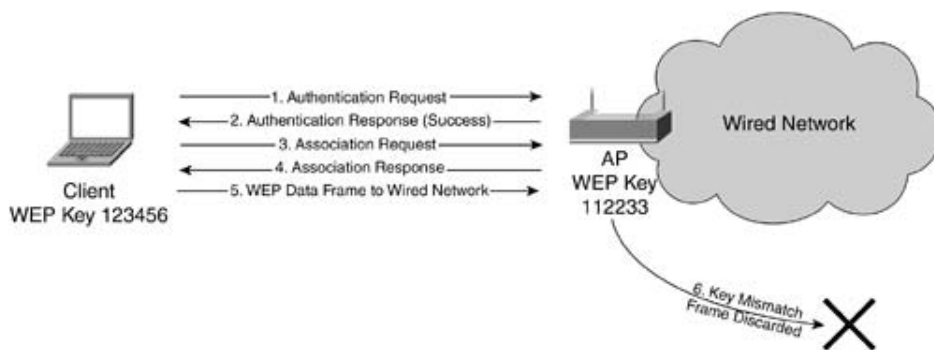 1. Authentication Request
2. Authentication Response (Success)
3. Association Request
4. Association Response
5. WEP Data Frame to Wired Network
Client
WEP Key 123456
AP
WEP Key
112233
Wired Network
6. Key Mismatch
Frame Discarded